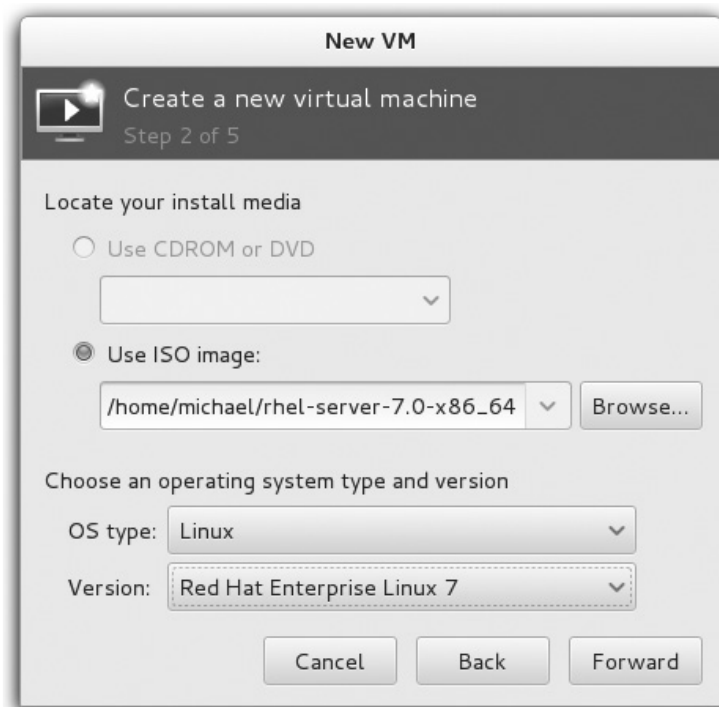 New VM
Create a new virtual machine
Step 2 of 5
Locate your install media
Use CDROM or DVD
Use ISO image:
/home/michael/rhel-server-7.0-x86_64
Browse...
Choose an operating system type and version
OS type: Linux
Version: Red Hat Enterprise Linux 7
Cancel Back Forward